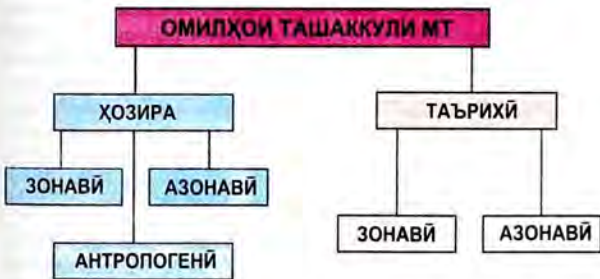 ОМИЛҲОИ ТАШАККУЛИ МТ
ҲОЗИРА
ТАЪРИХӢ
ЗОНАВӢ
АЗОНАВӢ
АНТРОПОГЕНӢ
ЗОНАВӢ
АЗОНАВӢ